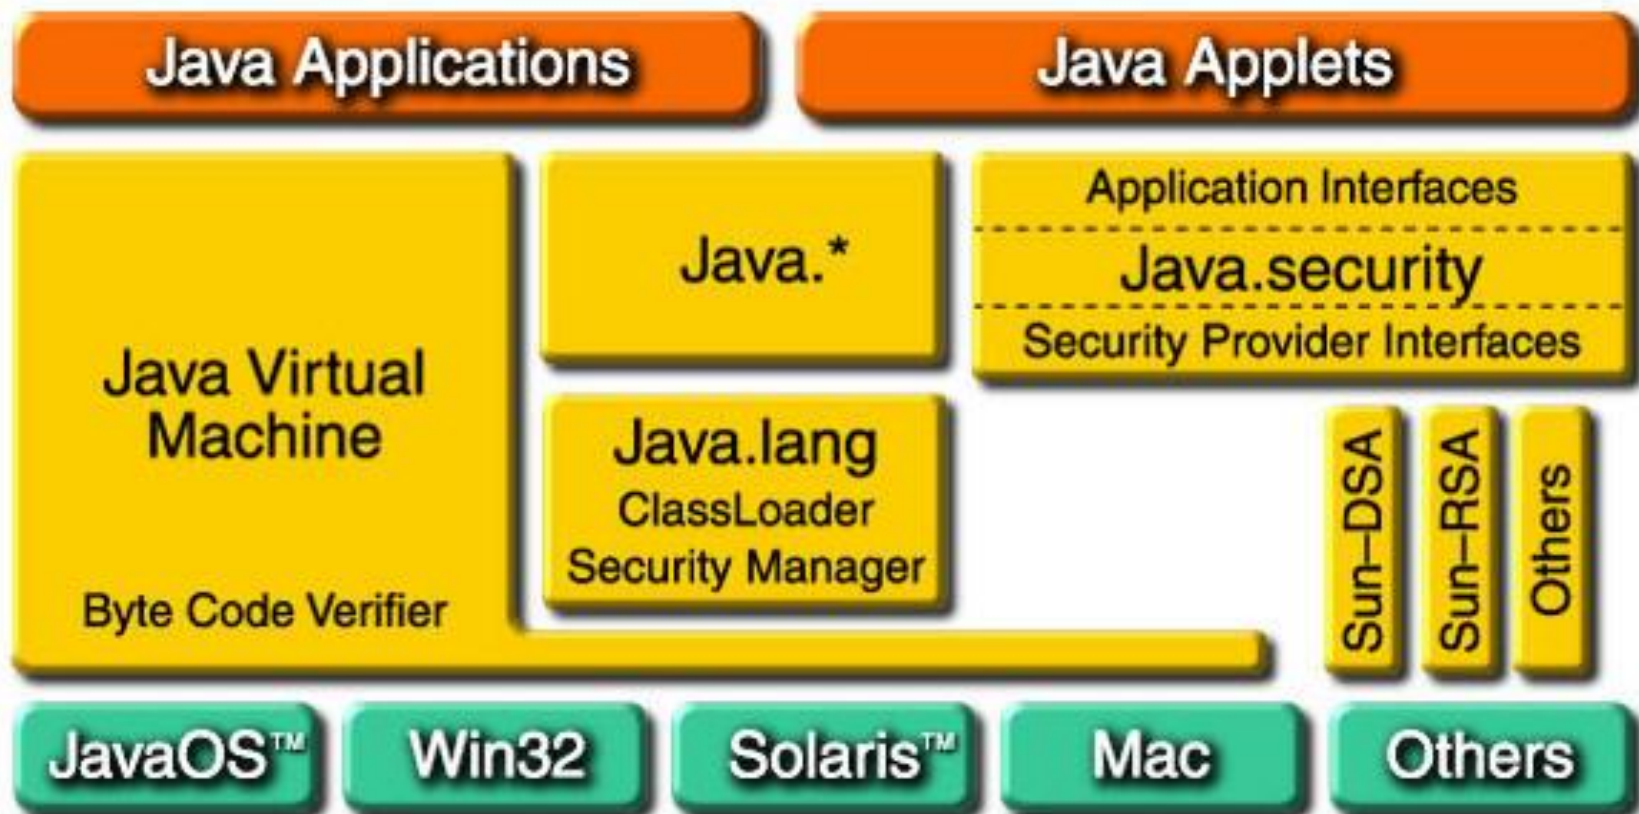 Java Applications
Java Applets
Java Virtual
Machine
Byte Code Verifier
Java.*
Java.lang
ClassLoader
Security Manager
Application Interfaces
Java.security
Security Provider Interfaces
Sun–DSA
Sun–RSA
Others
JavaOS™
Win32
Solaris™
Mac
Others